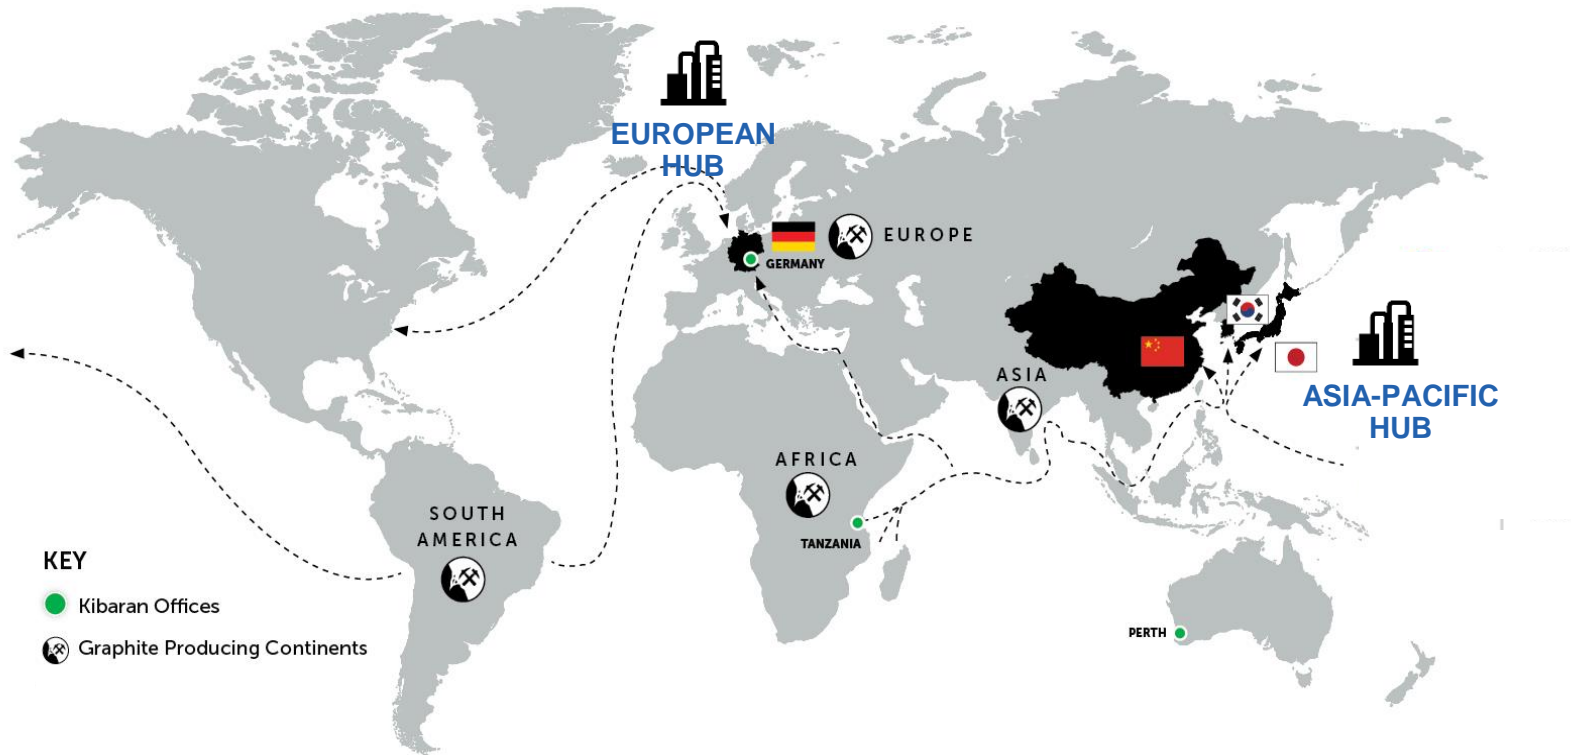 EUROPEAN
HUB
EUROPE
GERMANY
ASIA
ASIA-PACIFIC
HUB
AFRICA
SOUTH
AMERICA
TANZANIA
KEY
Kibaran Offices
PERTH
Graphite Producing Continents